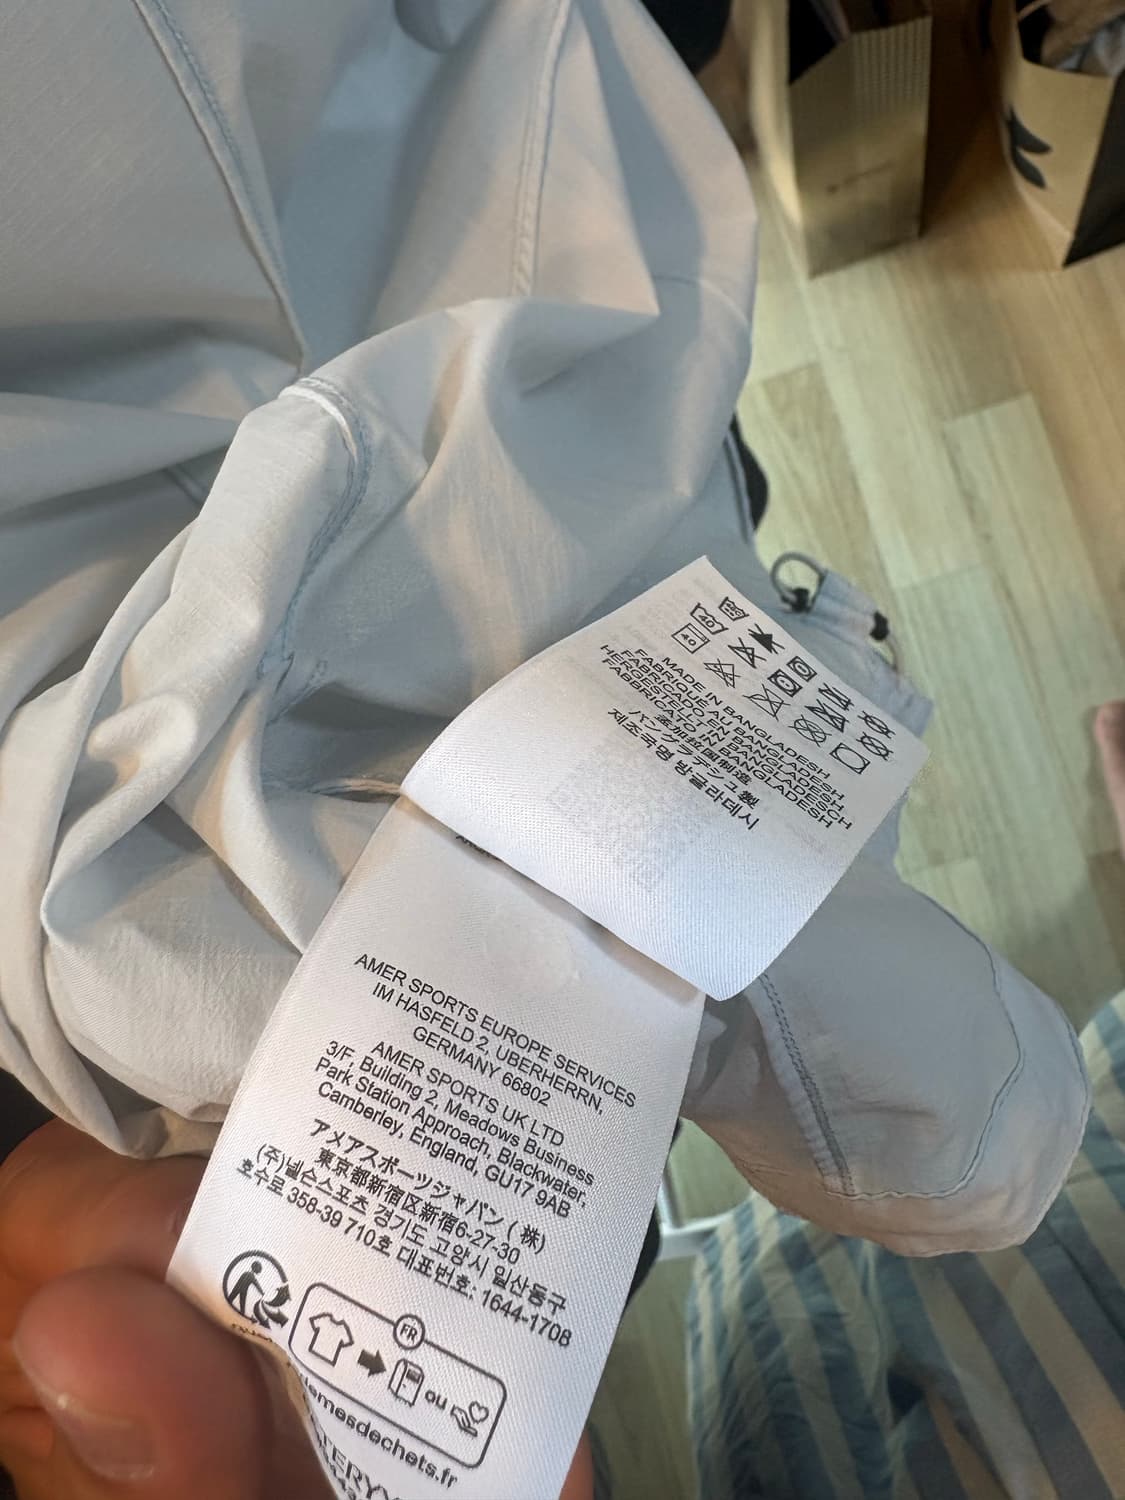 MADE IN BANGLADESH,
FABRIQUÉ AU BANGLADESH,
FABRICADO EN BANGLADESH,
HERGESTELLT IN BANGLADESCH
FABBRICATO IN BANGLADESH
孟加拉國制造
バングラデシュ製
제조국명 방글라데시
AMER SPORTS EUROPE SERVICES
IM HASFELD 2, UBERHERRN,
GERMANY 66802
AMER SPORTS UK LTD
3/F, Building 2, Meadows Business
Park Station Approach, Blackwater,
Camberley, England, GU17 9AB
アメアスポーツジャパン(株)
東京都新宿区新宿6-27-30
(주)넬슨스포츠 경기도 고양시 일산동구
호수로 358-39 710호 대표번호: 1644-1708
FR
ou